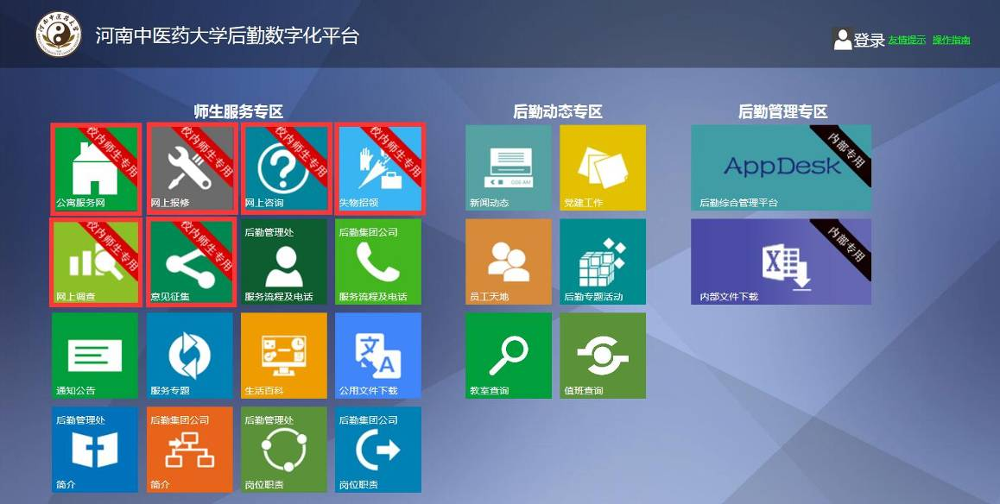 河南中医药大学后勤数字化平台
登录 友情提示 操作指南
师生服务专区
校内师生专用
公寓服务网
校内师生专用
网上报修
校内师生专用
网上咨询
校内师生专用
失物招领
校内师生专用
网上调查
校内师生专用
意见征集
后勤管理处
服务流程及电话
后勤集团公司
服务流程及电话
通知公告
服务专题
生活百科
文
A
公用文件下载
后勤管理处
简介
后勤集团公司
简介
后勤管理处
岗位职责
后勤集团公司
岗位职责
后勤动态专区
新闻动态
党建工作
员工天地
后勤专题活动
教室查询
值班查询
后勤管理专区
内部专用
AppDesk
后勤综合管理平台
内部专用
X
内部文件下载